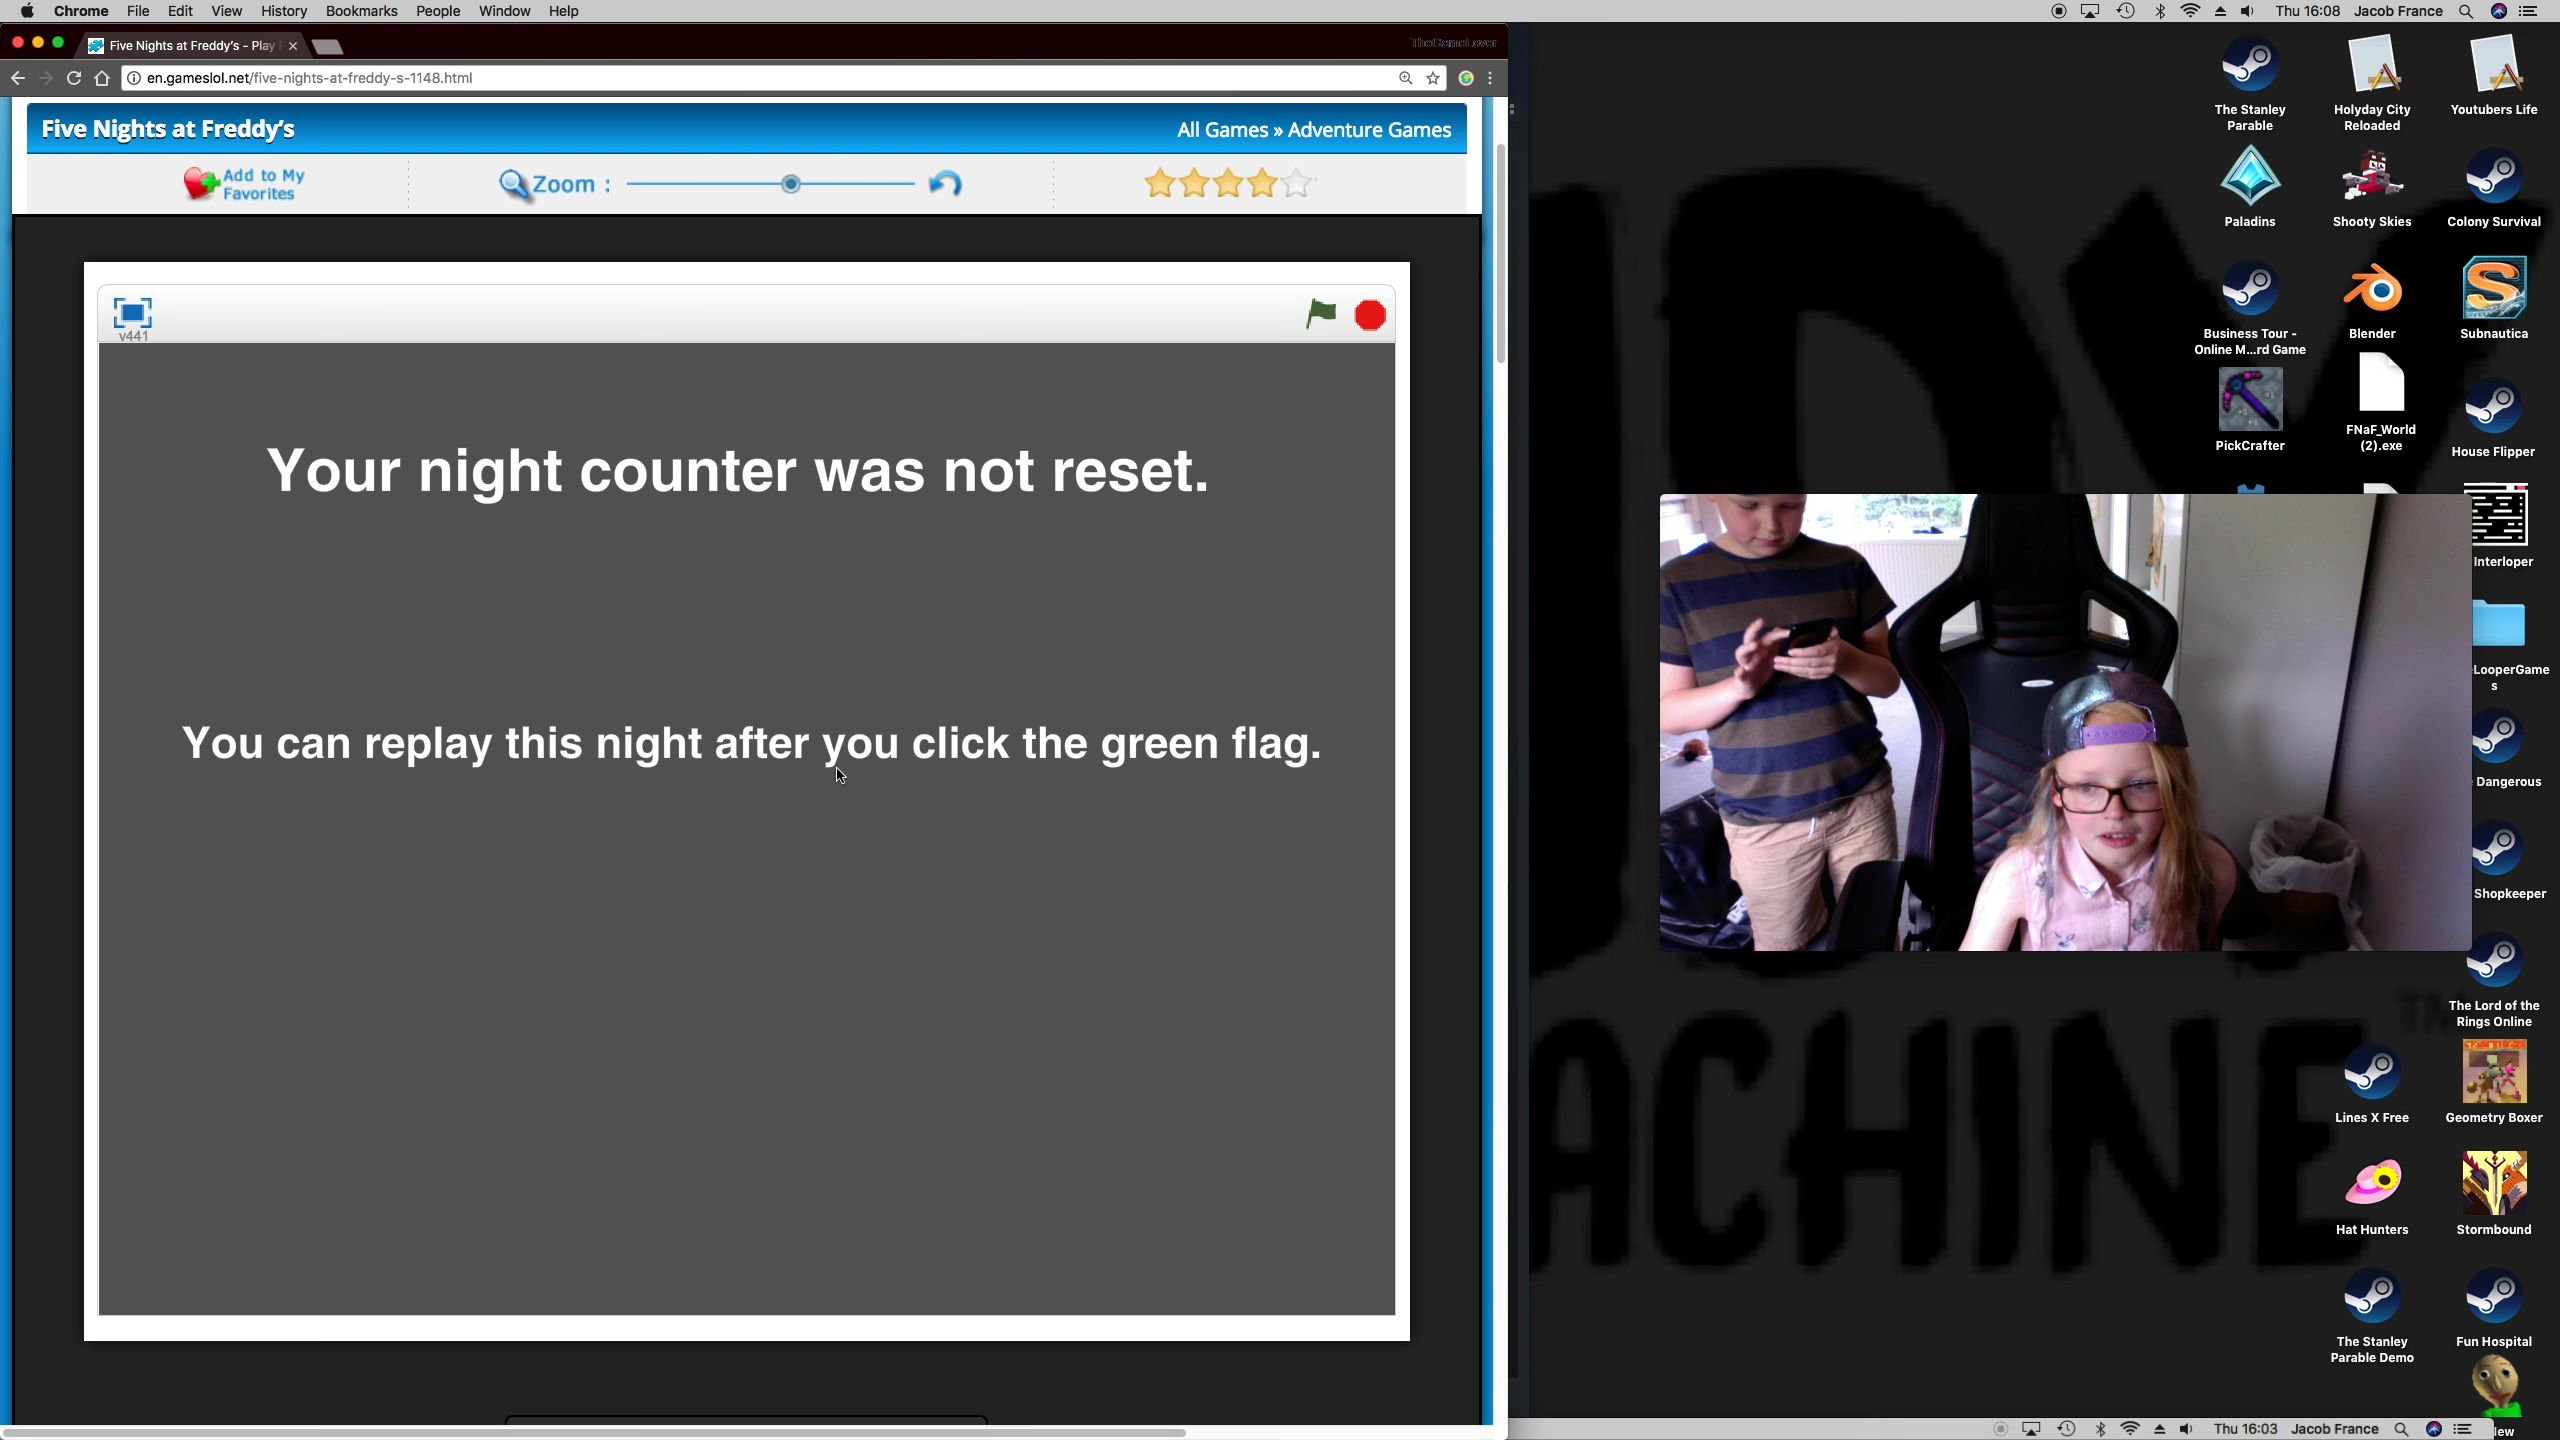 Chrome File Edit View History Bookmarks People Window Help
Thu 16:08 Jacob France
Five Nights at Freddy's - Play
TheGameLover
en.gameslol.net/five-nights-at-freddy-s-1148.html
Five Nights at Freddy's
All Games » Adventure Games
Add to My
Favorites
Zoom :
v441
Your night counter was not reset.
You can replay this night after you click the green flag.
The Stanley
Parable
Holyday City
Reloaded
Youtubers Life
Paladins
Shooty Skies
Colony Survival
Business Tour -
Online M...rd Game
Blender
Subnautica
PickCrafter
FNaF_World
(2).exe
House Flipper
Interloper
LooperGame
s
Dangerous
Shopkeeper
The Lord of the
Rings Online
Lines X Free
Geometry Boxer
Hat Hunters
Stormbound
The Stanley
Parable Demo
Fun Hospital
ACHINE
TM
Thu 16:03 Jacob France